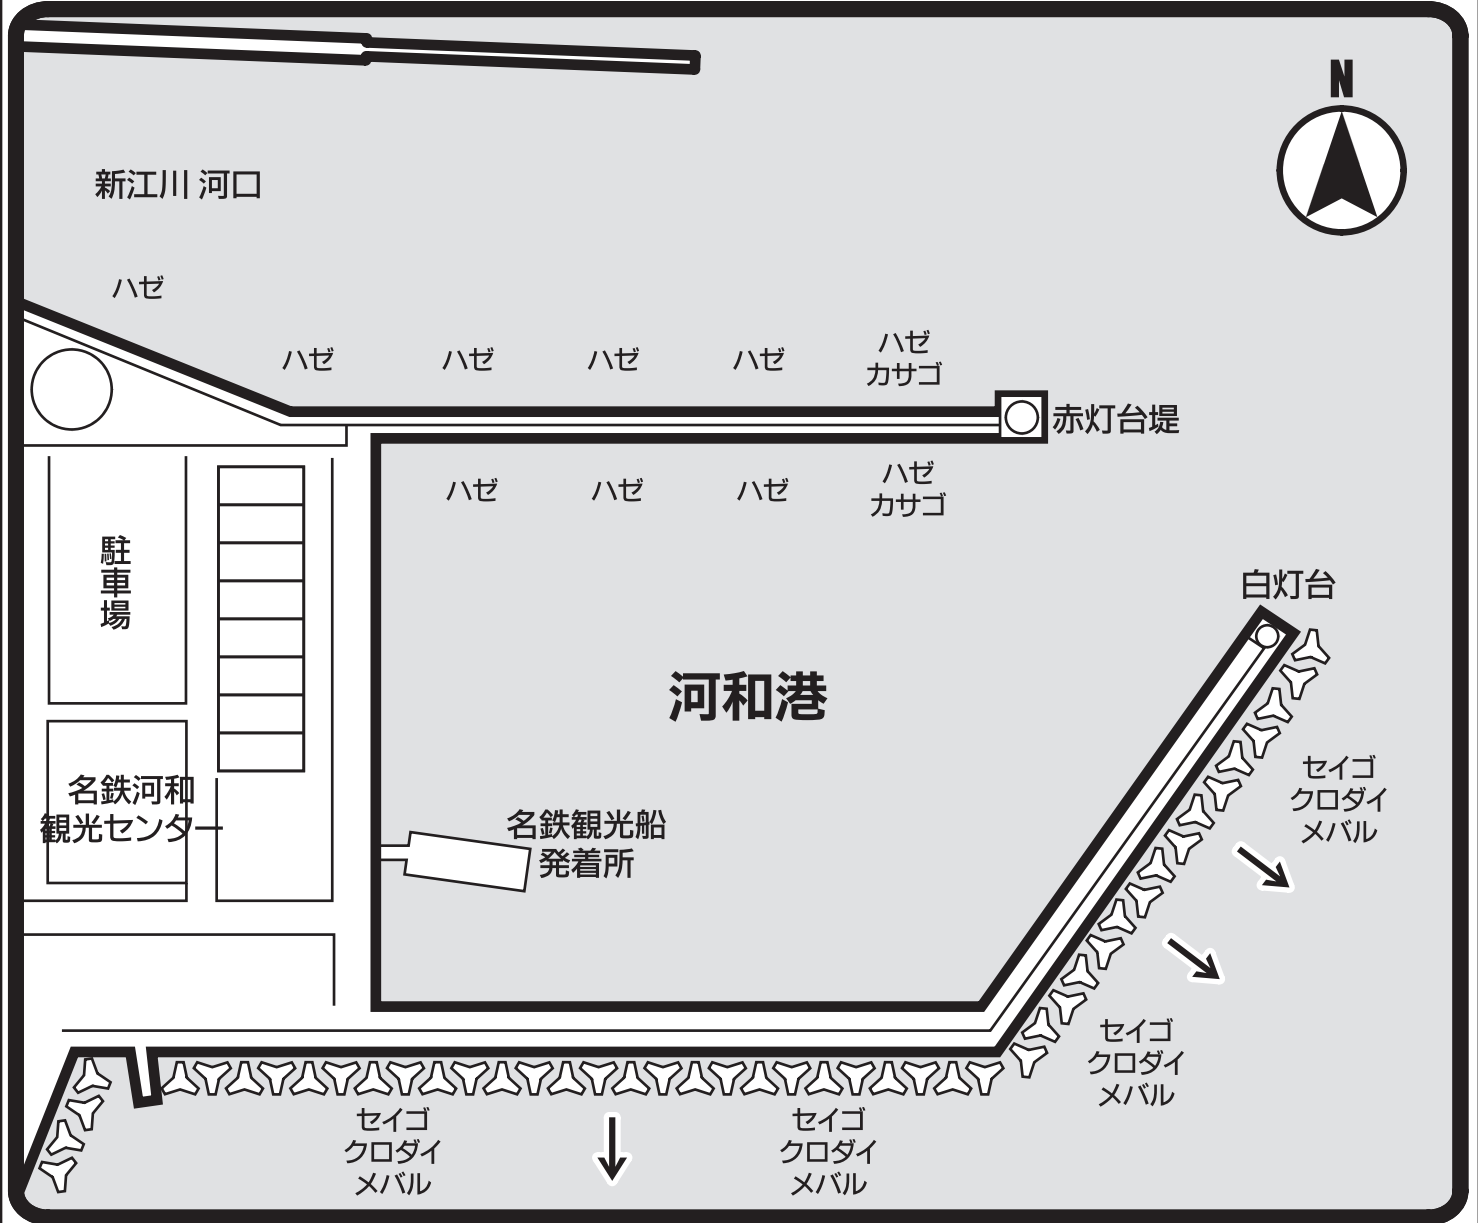 N
新江川 河口
ハゼ
ハゼ
ハゼ
ハゼ
ハゼ
ハゼ
カサゴ
赤灯台堤
ハゼ
ハゼ
ハゼ
ハゼ
カサゴ
駐車場
白灯台
河和港
名鉄河和
観光センター
名鉄観光船
発着所
セイゴ
クロダイ
メバル
セイゴ
クロダイ
メバル
セイゴ
クロダイ
メバル
セイゴ
クロダイ
メバル